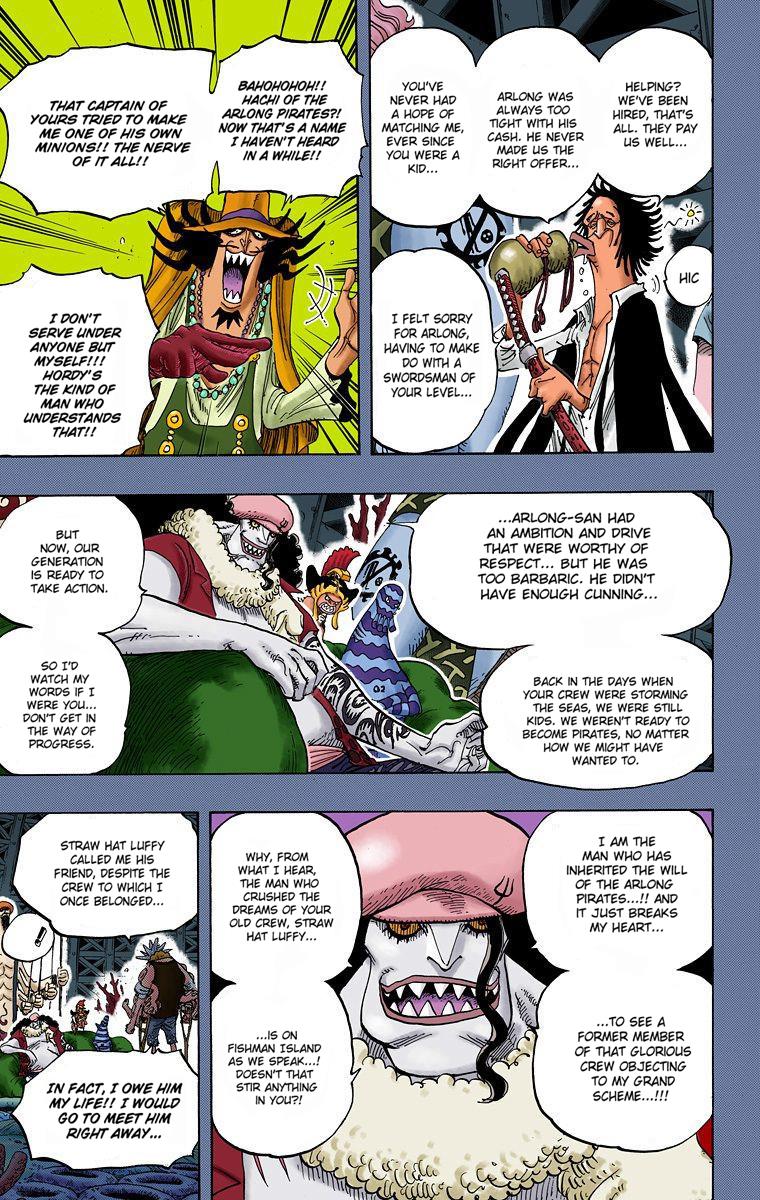 HELPING?
WE'VE BEEN
HIRED, THAT'S
ALL. THEY PAY
US WELL...
ARLONG WAS
ALWAYS TOO
TIGHT WITH HIS
CASH. HE NEVER
MADE US THE
RIGHT OFFER...
YOU'VE
NEVER HAD
A HOPE OF
MATCHING ME,
EVER SINCE
YOU WERE A
KID...
HIC
I FELT SORRY
FOR ARLONG,
HAVING TO MAKE
DO WITH A
SWORDSMAN OF
YOUR LEVEL...
BAHOHOHOH!!
HACHI OF THE
ARLONG PIRATES?!
NOW THAT'S A NAME
I HAVEN'T HEARD
IN A WHILE!!
THAT CAPTAIN OF
YOURS TRIED TO MAKE
ME ONE OF HIS OWN
MINIONS!! THE NERVE
OF IT ALL!!
I DON'T
SERVE UNDER
ANYONE BUT
MYSELF!!!
HORDY'S
THE KIND OF
MAN WHO
UNDERSTANDS
THAT!!
...ARLONG-SAN HAD
AN AMBITION AND DRIVE
THAT WERE WORTHY OF
RESPECT... BUT HE WAS
TOO BARBARIC. HE DIDN'T
HAVE ENOUGH CUNNING...
BACK IN THE DAYS WHEN
YOUR CREW WERE STORMING
THE SEAS, WE WERE STILL
KIDS. WE WEREN'T READY TO
BECOME PIRATES, NO MATTER
HOW WE MIGHT HAVE
WANTED TO.
BUT
NOW, OUR
GENERATION
IS READY TO
TAKE ACTION.
SO I'D
WATCH MY
WORDS IF I
WERE YOU...
DON'T GET IN
THE WAY OF
PROGRESS.
02
I AM THE
MAN WHO HAS
INHERITED THE WILL
OF THE ARLONG
PIRATES...!! AND
IT JUST BREAKS
MY HEART...
...TO SEE A
FORMER MEMBER
OF THAT GLORIOUS
CREW OBJECTING
TO MY GRAND
SCHEME...!!!
WHY, FROM
WHAT I HEAR,
THE MAN WHO
CRUSHED THE
DREAMS OF YOUR
OLD CREW, STRAW
HAT LUFFY...
...IS ON
FISHMAN ISLAND
AS WE SPEAK...!
DOESN'T THAT
STIR ANYTHING
IN YOU?!
STRAW HAT LUFFY
CALLED ME HIS
FRIEND, DESPITE THE
CREW TO WHICH I
ONCE BELONGED...
IN FACT, I OWE HIM
MY LIFE!! I WOULD
GO TO MEET HIM
RIGHT AWAY...